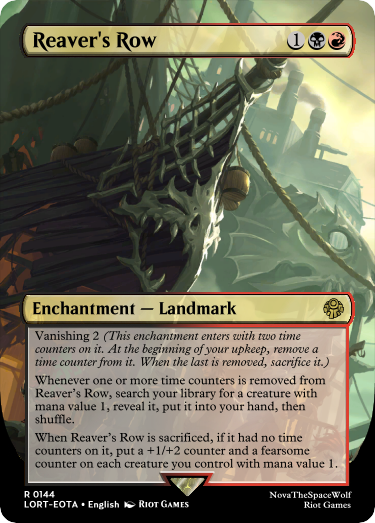 Reaver's Row 1
Enchantment — Landmark
Vanishing 2 (This enchantment enters with two time
counters on it. At the beginning of your upkeep, remove a
time counter from it. When the last is removed, sacrifice it.)
Whenever one or more time counters is removed from
Reaver's Row, search your library for a creature with
mana value 1, reveal it, put it into your hand, then
shuffle.
When Reaver's Row is sacrificed, if it had no time
counters on it, put a +1/+2 counter and a fearsome
counter on each creature you control with mana value 1.
R 0144 NovaTheSpaceWolf
LORT-EOTA • English Riot Games Riot Games